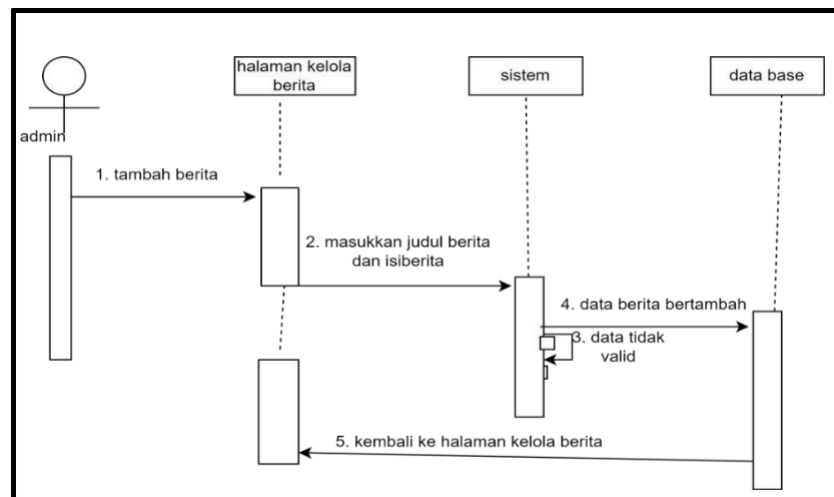 halaman kelola
berita
sistem
data base
admin
1. tambah berita
2. masukkan judul berita
dan isiberita
4. data berita bertambah
3. data tidak
valid
5. kembali ke halaman kelola berita